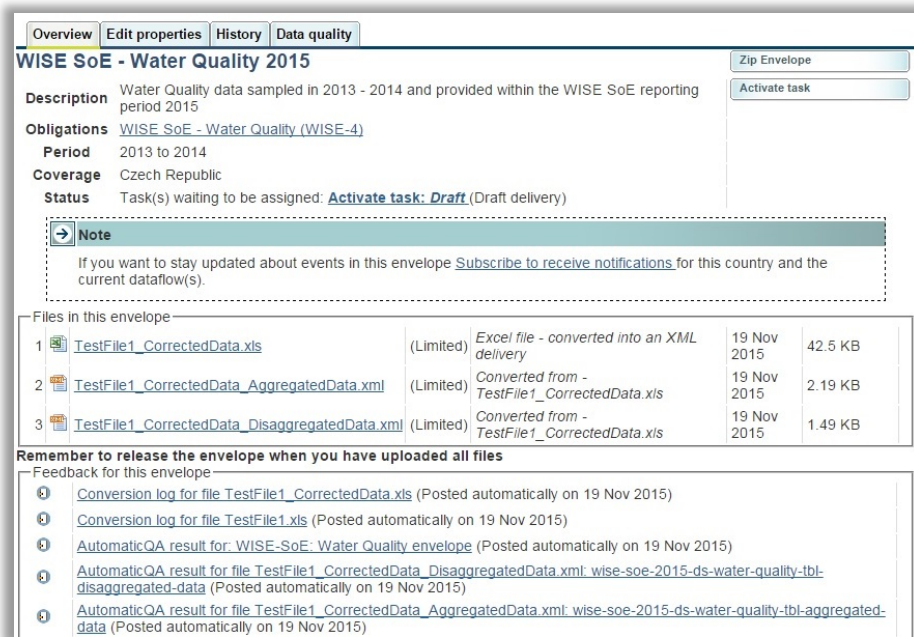 Overview Edit properties History Data quality
WISE SoE - Water Quality 2015
Zip Envelope
Activate task
Description Water Quality data sampled in 2013 - 2014 and provided within the WISE SoE reporting
period 2015
Obligations WISE SoE - Water Quality (WISE-4)
Period 2013 to 2014
Coverage Czech Republic
Status Task(s) waiting to be assigned: Activate task: Draft (Draft delivery)
Note
If you want to stay updated about events in this envelope Subscribe to receive notifications for this country and the
current dataflow(s).
Files in this envelope
1 TestFile1_CorrectedData.xls (Limited) Excel file - converted into an XML
delivery 19 Nov
2015 42.5 KB
2 TestFile1_CorrectedData_AggregatedData.xml (Limited) Converted from -
TestFile1_CorrectedData.xls 19 Nov
2015 2.19 KB
3 TestFile1_CorrectedData_DisaggregatedData.xml (Limited) Converted from -
TestFile1_CorrectedData.xls 19 Nov
2015 1.49 KB
Remember to release the envelope when you have uploaded all files
Feedback for this envelope
Conversion log for file TestFile1_CorrectedData.xls (Posted automatically on 19 Nov 2015)
Conversion log for file TestFile1.xls (Posted automatically on 19 Nov 2015)
AutomaticQA result for: WISE-SoE: Water Quality envelope (Posted automatically on 19 Nov 2015)
AutomaticQA result for file TestFile1_CorrectedData_DisaggregatedData.xml: wise-soe-2015-ds-water-quality-tbl-
disaggregated-data (Posted automatically on 19 Nov 2015)
AutomaticQA result for file TestFile1_CorrectedData_AggregatedData.xml: wise-soe-2015-ds-water-quality-tbl-aggregated-
data (Posted automatically on 19 Nov 2015)